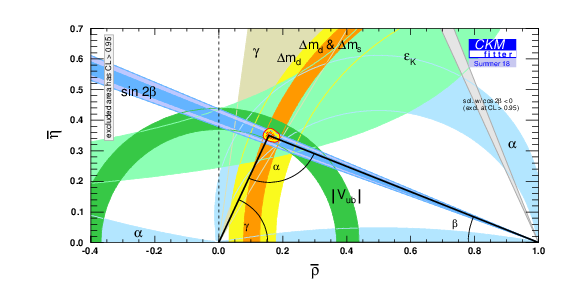 0.7
0.6
0.5
0.4
0.3
0.2
0.1
0.0
-0.4
-0.2
0.0
0.2
0.4
0.6
0.8
1.0
η̅
ρ̅
excluded area has CL > 0.95
γ
Δm_d & Δm_s
Δm_d
ε_K
CKM
fitter
Summer 18
sin 2β
sol. w/ cos 2β < 0
(excl. at CL > 0.95)
α
α
|V_ub|
α
γ
β